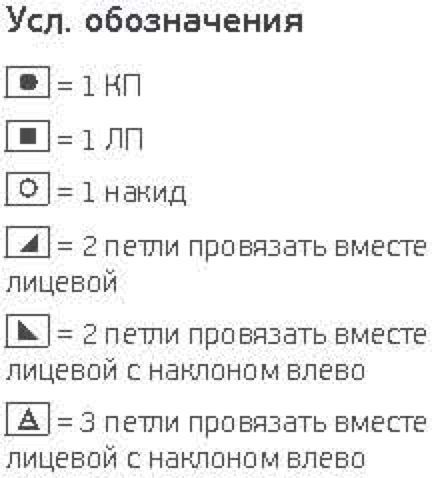 Усл. обозначения
= 1 КП
= 1 ЛП
= 1 накид
= 2 петли провязать вместе
лицевой
= 2 петли провязать вместе
лицевой с наклоном влево
= 3 петли провязать вместе
лицевой с наклоном влево